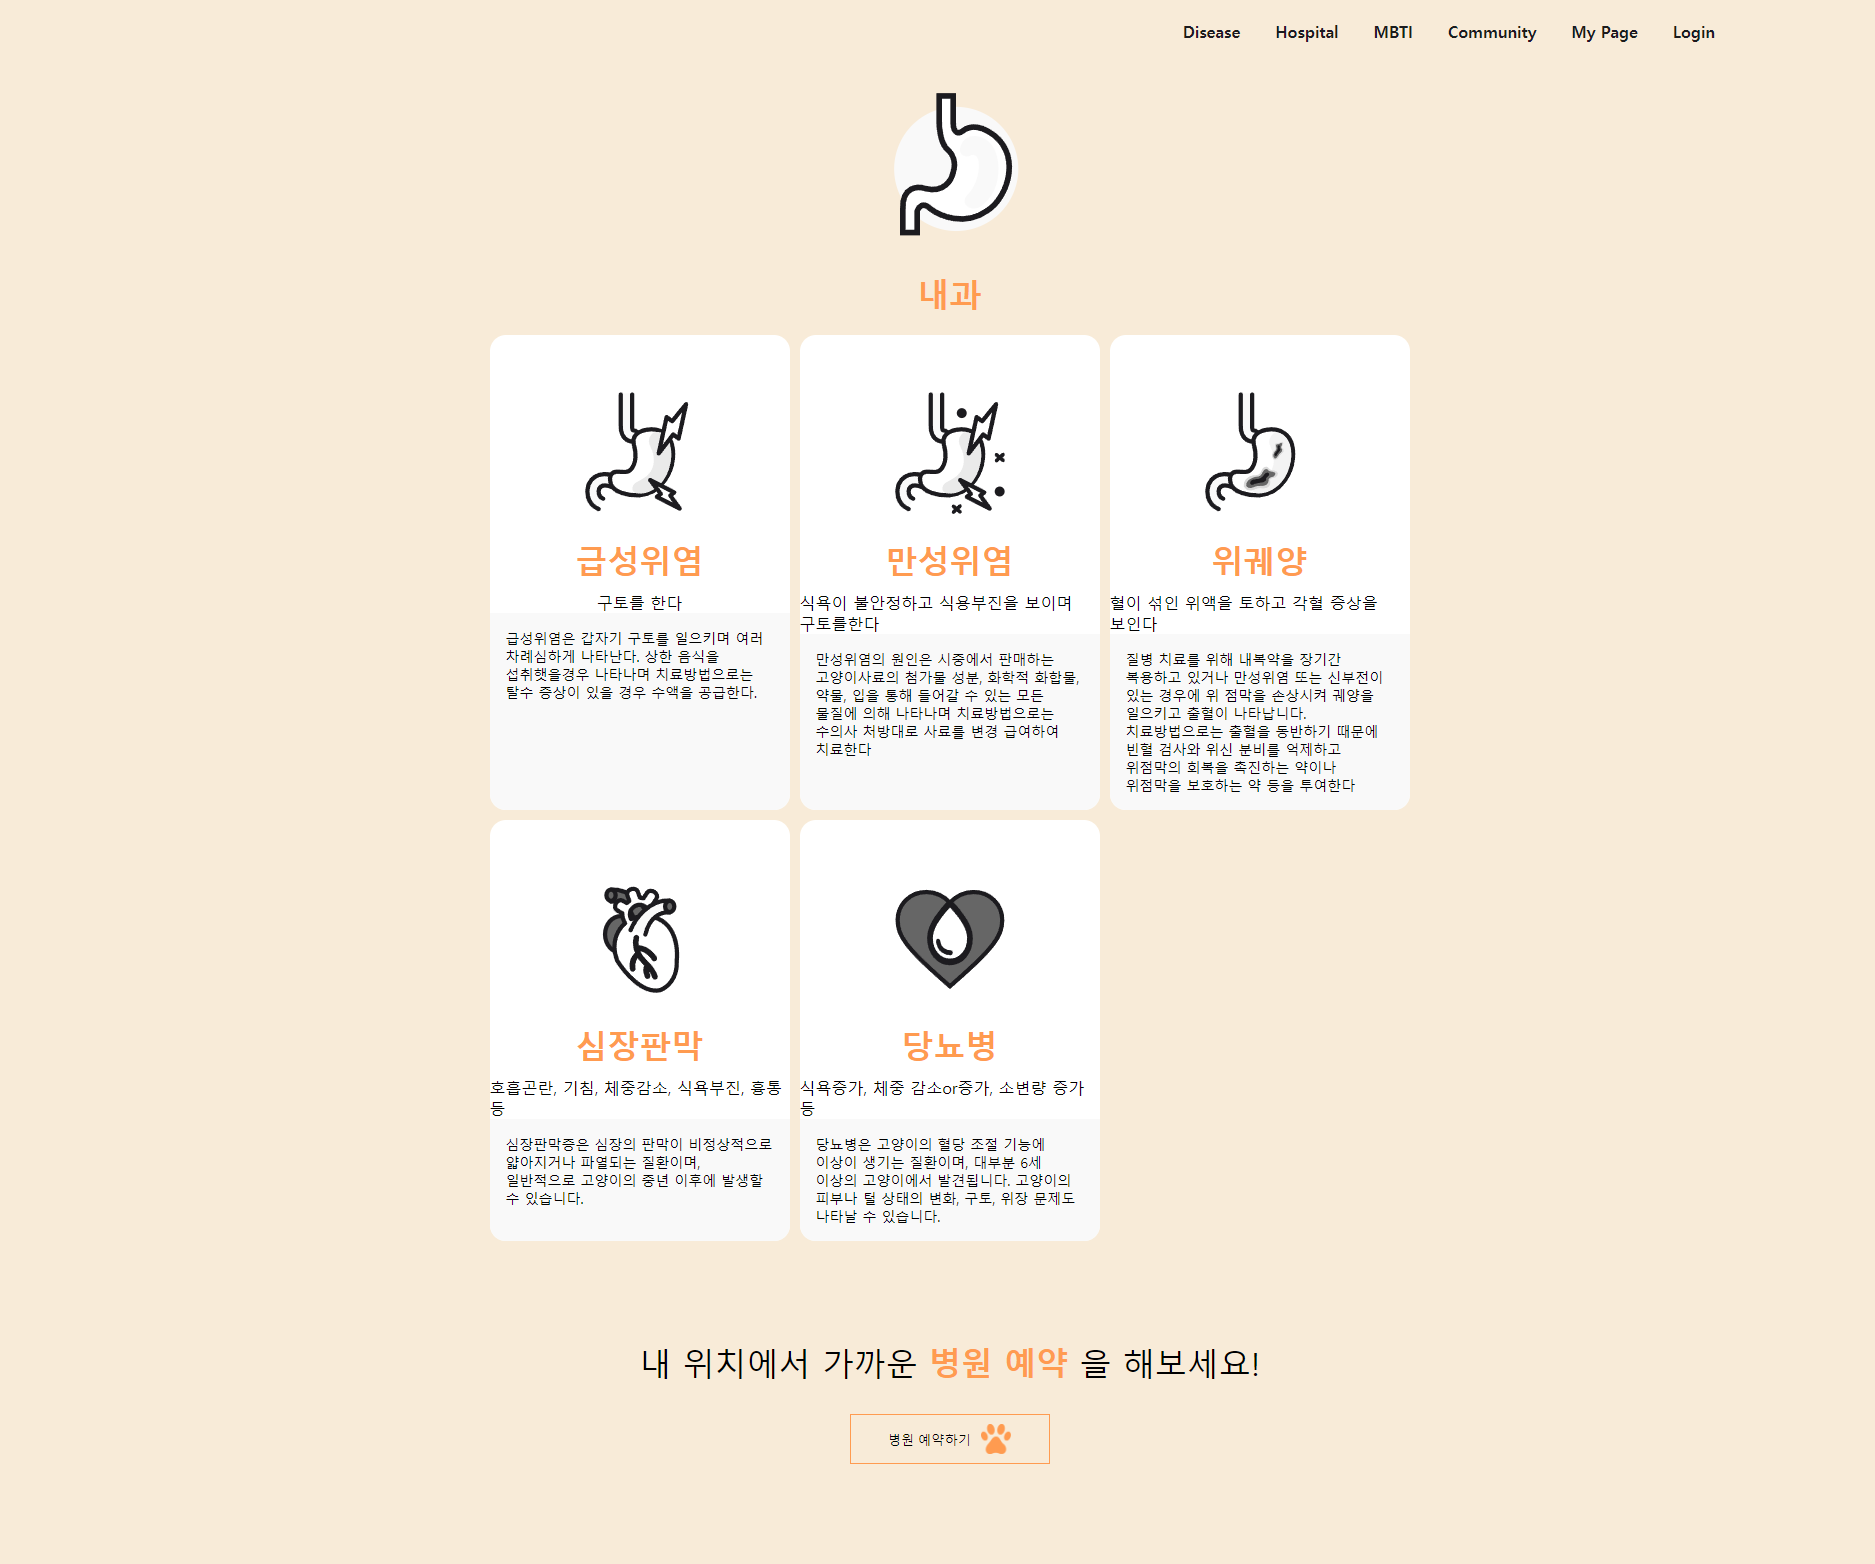 Disease Hospital MBTI Community My Page Login
내과
급성위염
구토를 한다
급성위염은 갑자기 구토를 일으키며 여러
차례심하게 나타난다. 상한 음식을
섭취햇을경우 나타나며 치료방법으로는
탈수 증상이 있을 경우 수액을 공급한다.
만성위염
식욕이 불안정하고 식용부진을 보이며
구토를한다
만성위염의 원인은 시중에서 판매하는
고양이사료의 첨가물 성분, 화학적 화합물,
약물, 입을 통해 들어갈 수 있는 모든
물질에 의해 나타나며 치료방법으로는
수의사 처방대로 사료를 변경 급여하여
치료한다
위궤양
혈이 섞인 위액을 토하고 각혈 증상을
보인다
질병 치료를 위해 내복약을 장기간
복용하고 있거나 만성위염 또는 신부전이
있는 경우에 위 점막을 손상시켜 궤양을
일으키고 출혈이 나타납니다.
치료방법으로는 출혈을 동반하기 때문에
빈혈 검사와 위신 분비를 억제하고
위점막의 회복을 촉진하는 약이나
위점막을 보호하는 약 등을 투여한다
심장판막
호흡곤란, 기침, 체중감소, 식욕부진, 흉통
등
심장판막증은 심장의 판막이 비정상적으로
얇아지거나 파열되는 질환이며,
일반적으로 고양이의 중년 이후에 발생할
수 있습니다.
당뇨병
식욕증가, 체중 감소or증가, 소변량 증가
등
당뇨병은 고양이의 혈당 조절 기능에
이상이 생기는 질환이며, 대부분 6세
이상의 고양이에서 발견됩니다. 고양이의
피부나 털 상태의 변화, 구토, 위장 문제도
나타날 수 있습니다.
내 위치에서 가까운 병원 예약 을 해보세요!
병원 예약하기